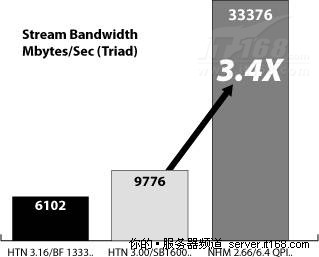 Stream Bandwidth
Mbytes/Sec (Triad)
33376
IT168.com
3.4X
9776
6102
你的·服务器频道 server.it168.com
HTN 3.16/BF 1333..
HTN 3.00/SB1600..
NHM 2.66/6.4 QPI..